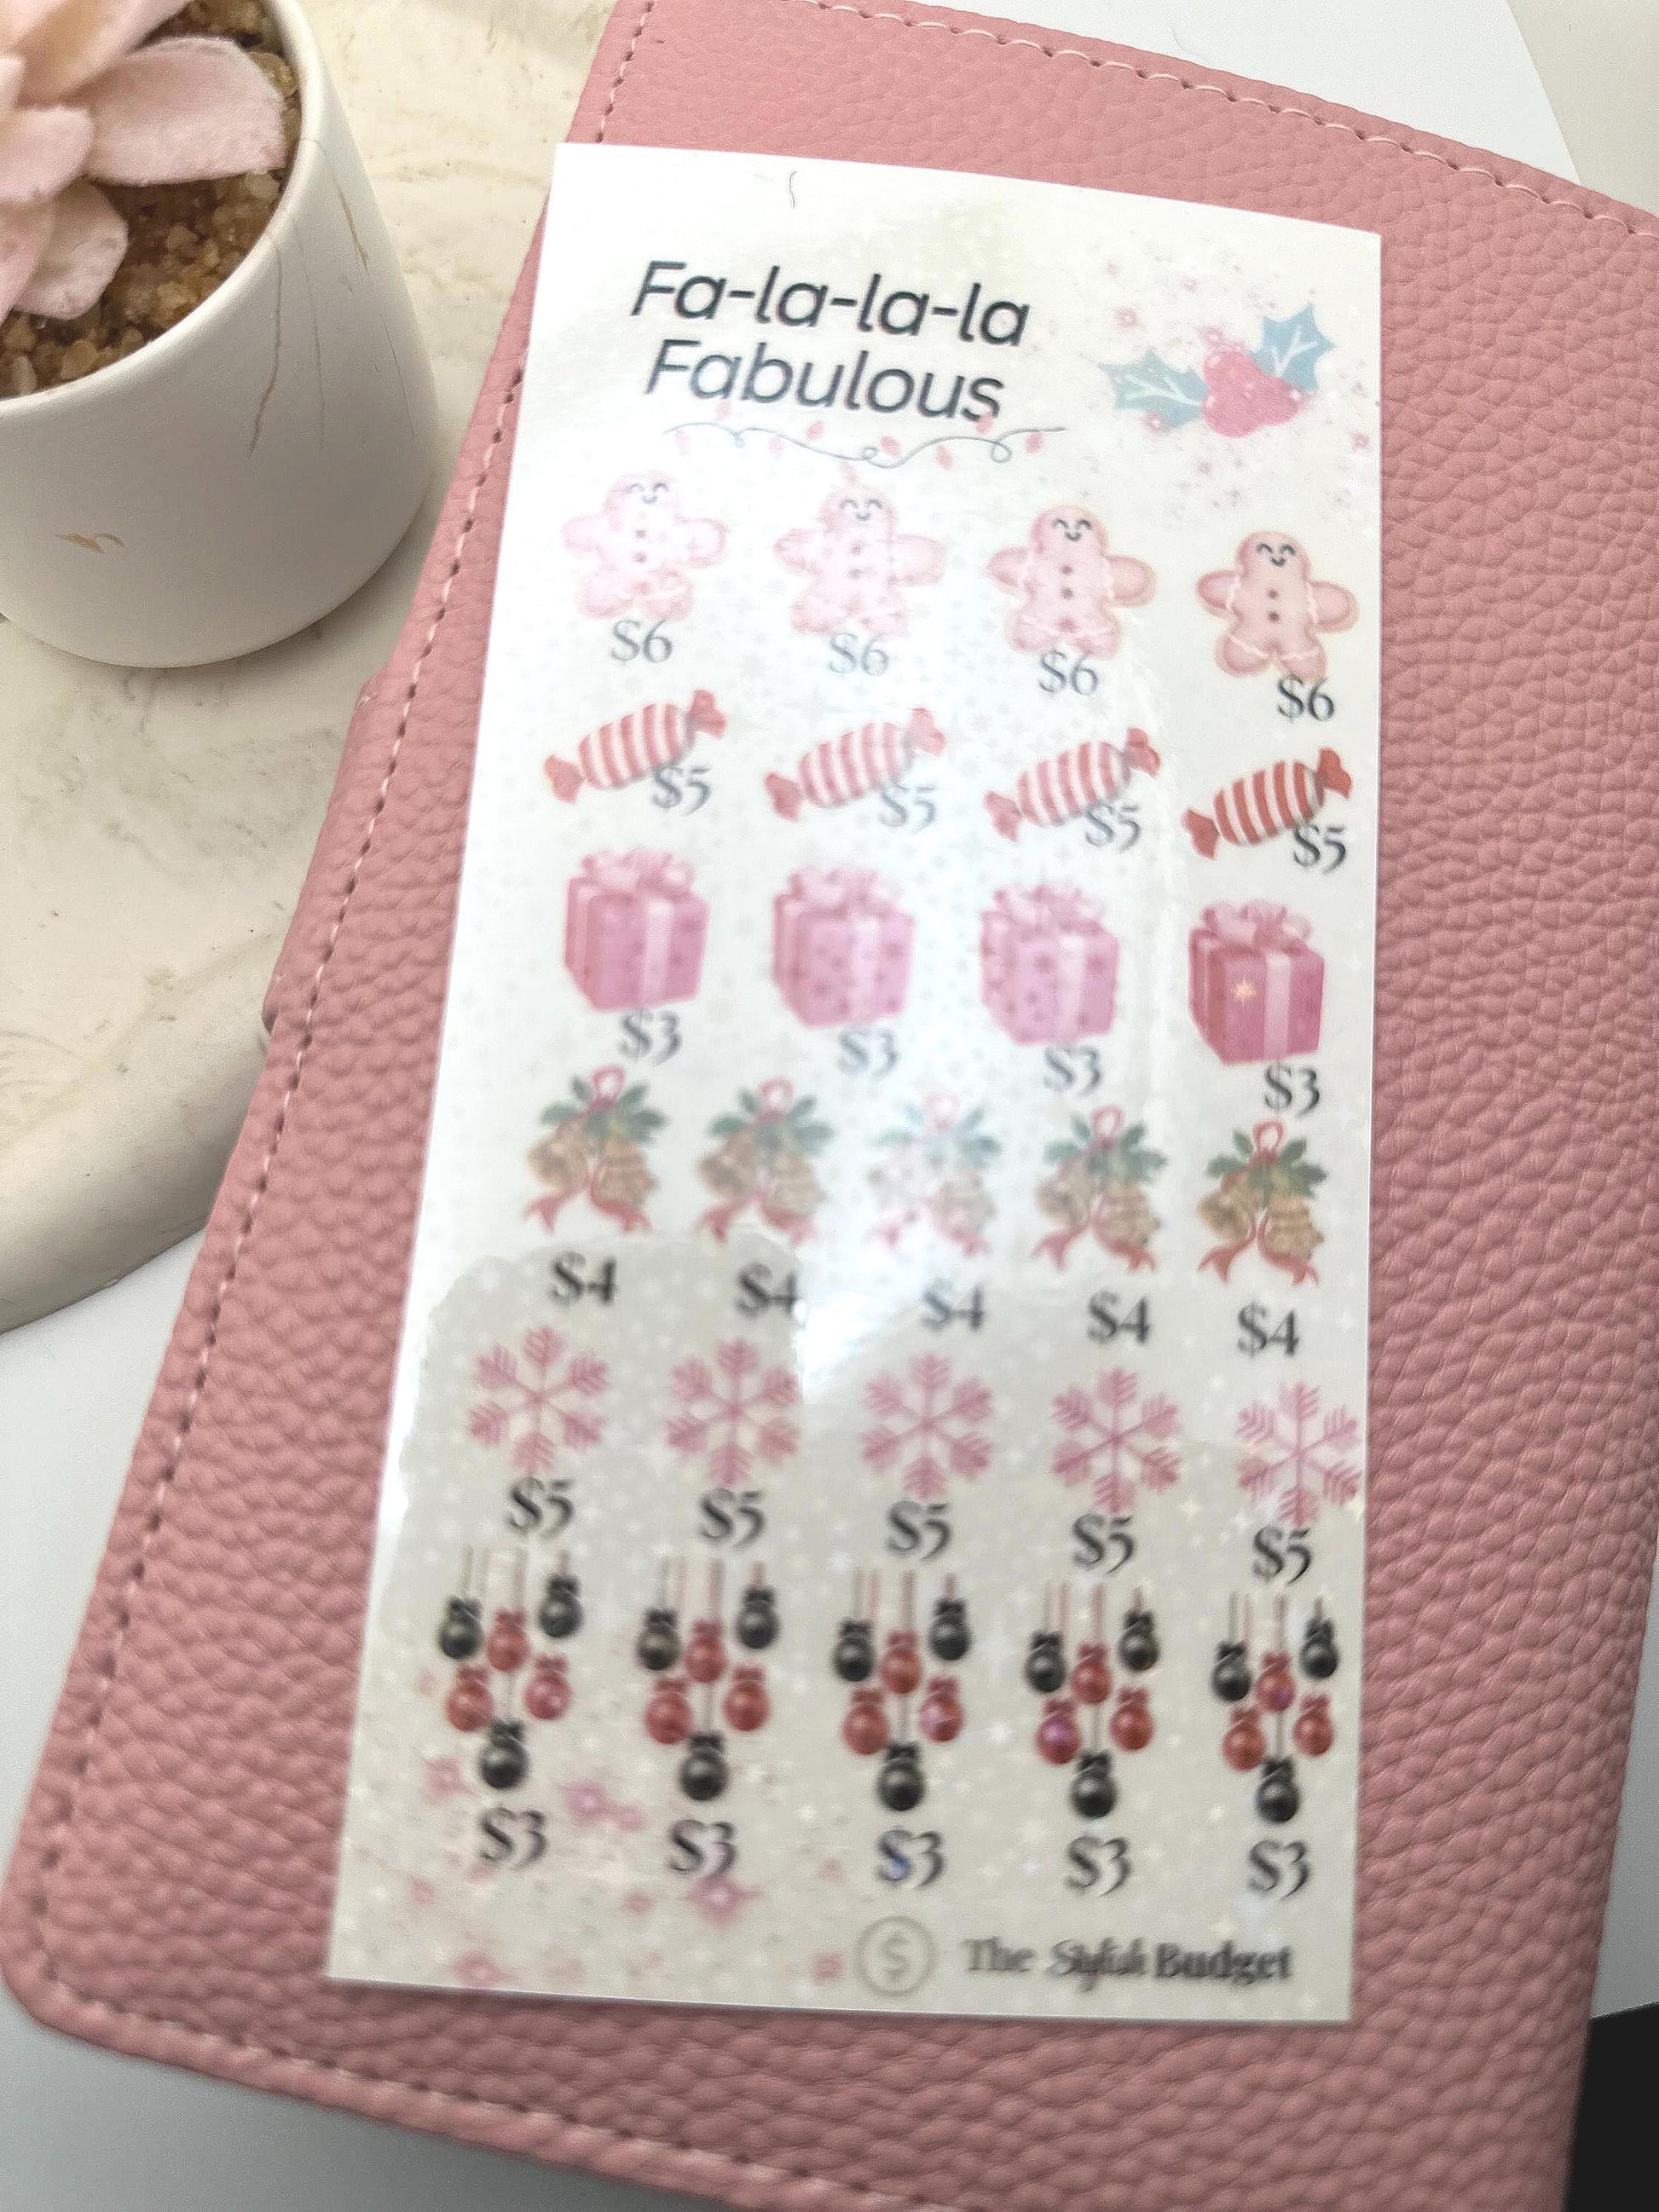 Fa-la-la-la
Fabulous
$6 $6 $6 $6
$5 $5 $5 $5
$3 $3 $3 $3
$4 $4 $4 $4 $4
$5 $5 $5 $5 $5
$3 $3 $3 $3 $3
$ The Stylish Budget